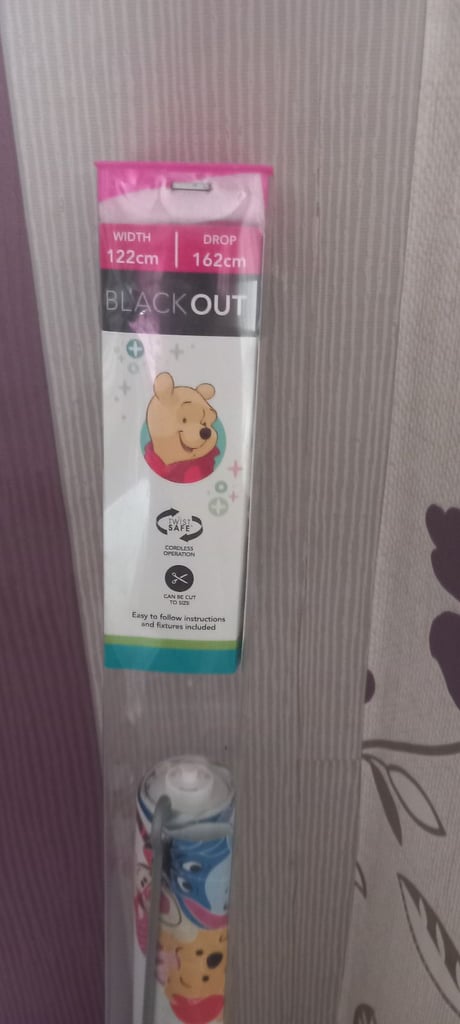 WIDTH | DROP
122cm | 162cm
BLACKOUT
TWIST
SAFE
CORDLESS
OPERATION
CAN BE CUT
TO SIZE
Easy to follow instructions
and fixtures included